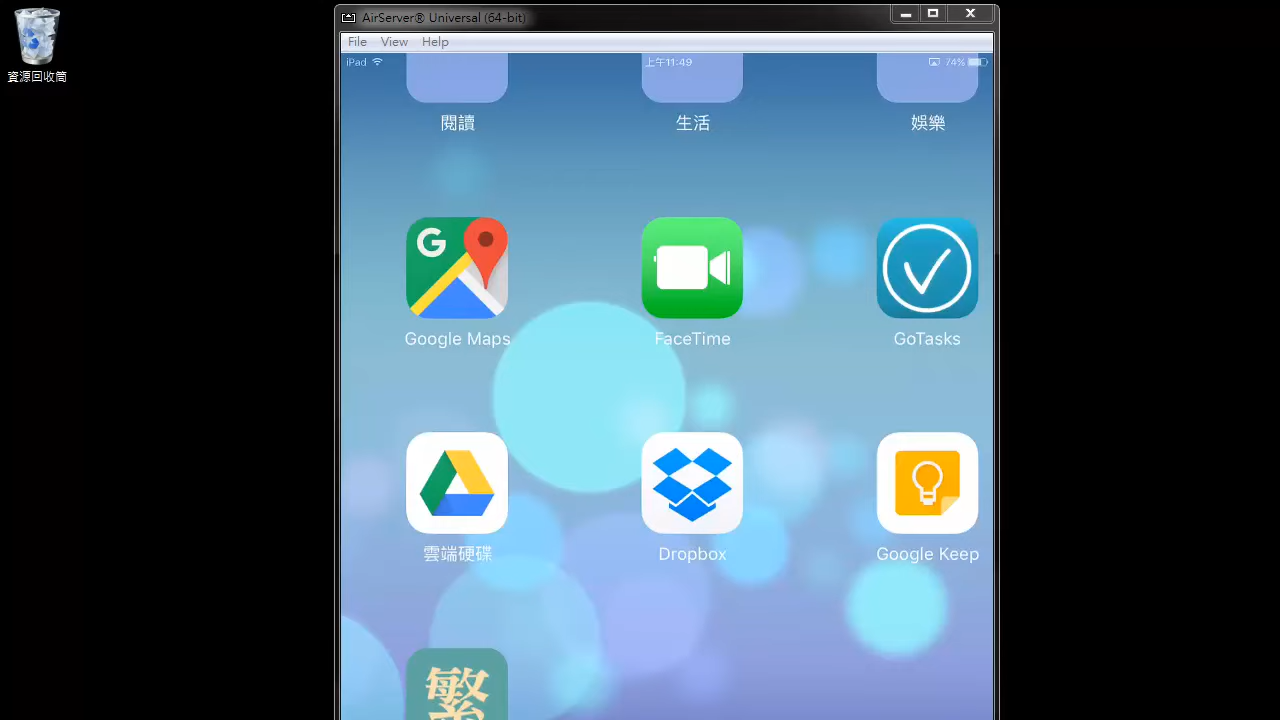 AirServer® Universal (64-bit)
資源回收筒
File View Help
iPad 上午11:49 74%
閱讀 生活 娛樂
G
Google Maps FaceTime GoTasks
雲端硬碟 Dropbox Google Keep
繁